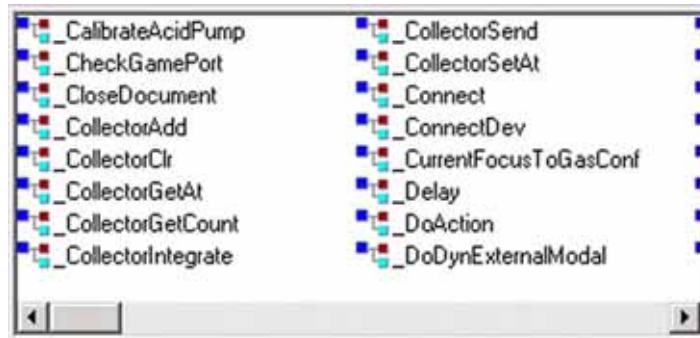 _CalibrateAcidPump
_CheckGamePort
_CloseDocument
_CollectorAdd
_CollectorClr
_CollectorGetAt
_CollectorGetCount
_CollectorIntegrate
_CollectorSend
_CollectorSetAt
_Connect
_ConnectDev
_CurrentFocusToGasConf
_Delay
_DoAction
_DoDynExternalModal